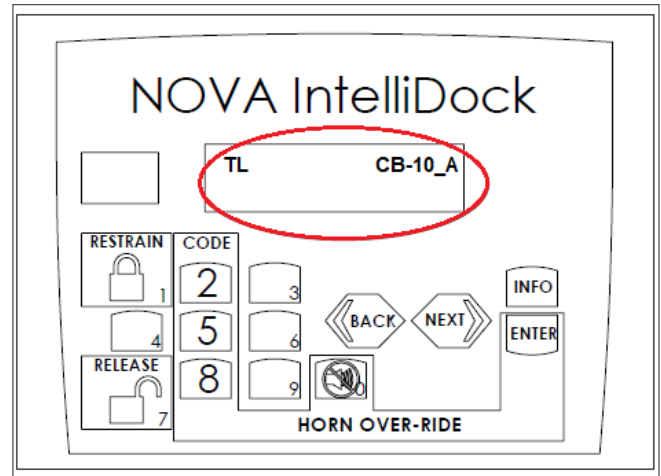 NOVA IntelliDock
TL CB-10_A
RESTRAIN CODE
1 2 3
INFO
4 5 6 BACK NEXT ENTER
RELEASE
7 8 9 0
HORN OVER-RIDE